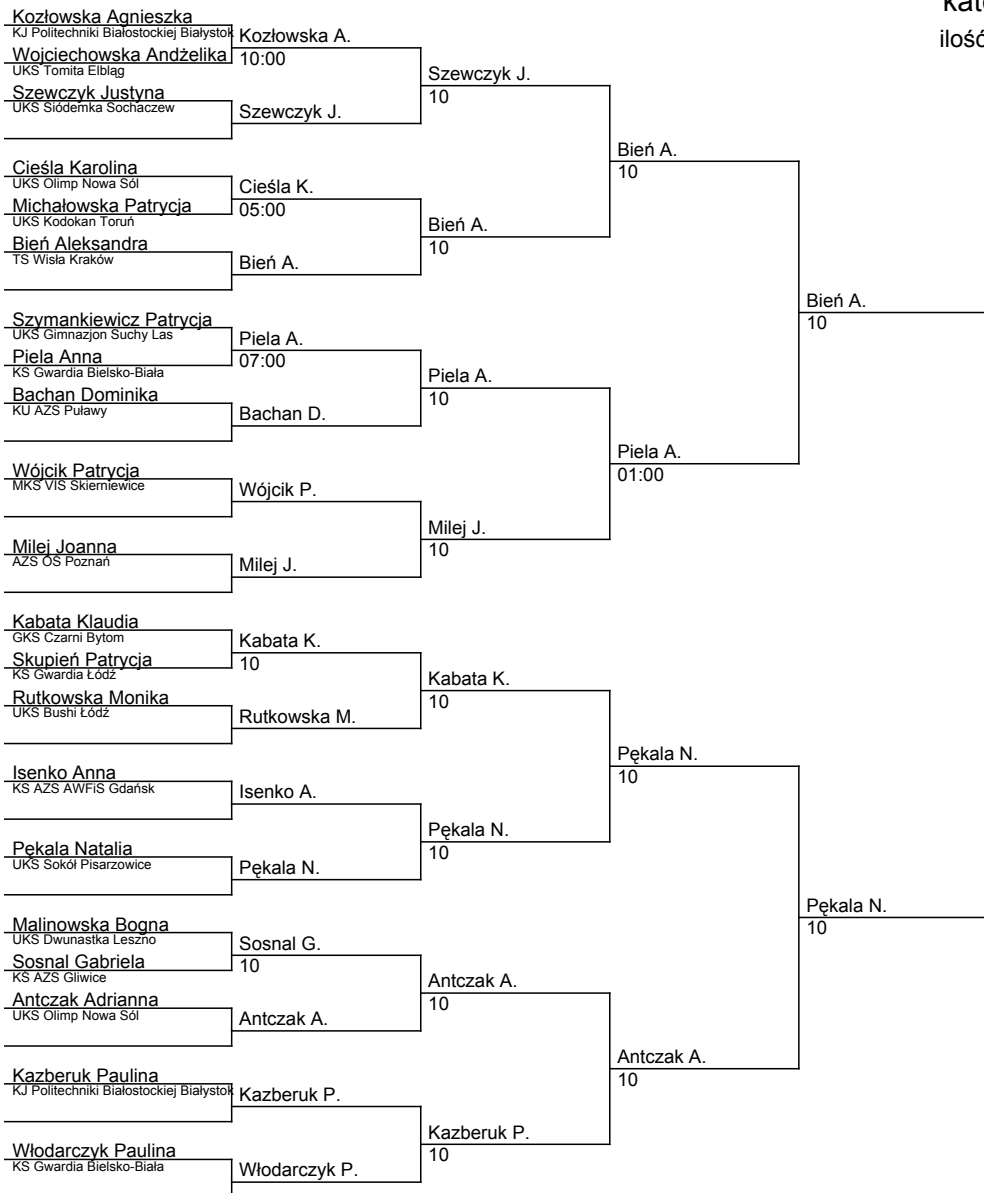 kat
ilość
Kozłowska Agnieszka
KJ Politechniki Białostockiej Białystok
Kozłowska A.
Wojciechowska Andżelika
10:00
UKS Tomita Elbląg
Szewczyk J.
Szewczyk Justyna
10
UKS Siódemka Sochaczew
Szewczyk J.
Bień A.
10
Cieśla Karolina
UKS Olimp Nowa Sól
Cieśla K.
Michałowska Patrycja
05:00
UKS Kodokan Toruń
Bień A.
Bień Aleksandra
10
TS Wisła Kraków
Bień A.
Bień A.
10
Szymankiewicz Patrycja
UKS Gimnazjon Suchy Las
Piela A.
Piela Anna
07:00
KS Gwardia Bielsko-Biała
Piela A.
Bachan Dominika
10
KU AZS Puławy
Bachan D.
Piela A.
01:00
Wójcik Patrycja
MKS VIS Skierniewice
Wójcik P.
Milej J.
10
Milej Joanna
AZS OŚ Poznań
Milej J.
Kabata Klaudia
GKS Czarni Bytom
Kabata K.
Skupień Patrycja
10
KS Gwardia Łódź
Kabata K.
Rutkowska Monika
10
UKS Bushi Łódź
Rutkowska M.
Pękala N.
10
Isenko Anna
KS AZS AWFiS Gdańsk
Isenko A.
Pękala N.
10
Pękala Natalia
UKS Sokół Pisarzowice
Pękala N.
Pękala N.
10
Malinowska Bogna
UKS Dwunastka Leszno
Sosnal G.
Sosnal Gabriela
10
KS AZS Gliwice
Antczak A.
Antczak Adrianna
10
UKS Olimp Nowa Sól
Antczak A.
Antczak A.
10
Kazberuk Paulina
KJ Politechniki Białostockiej Białystok
Kazberuk P.
Kazberuk P.
10
Włodarczyk Paulina
KS Gwardia Bielsko-Biała
Włodarczyk P.